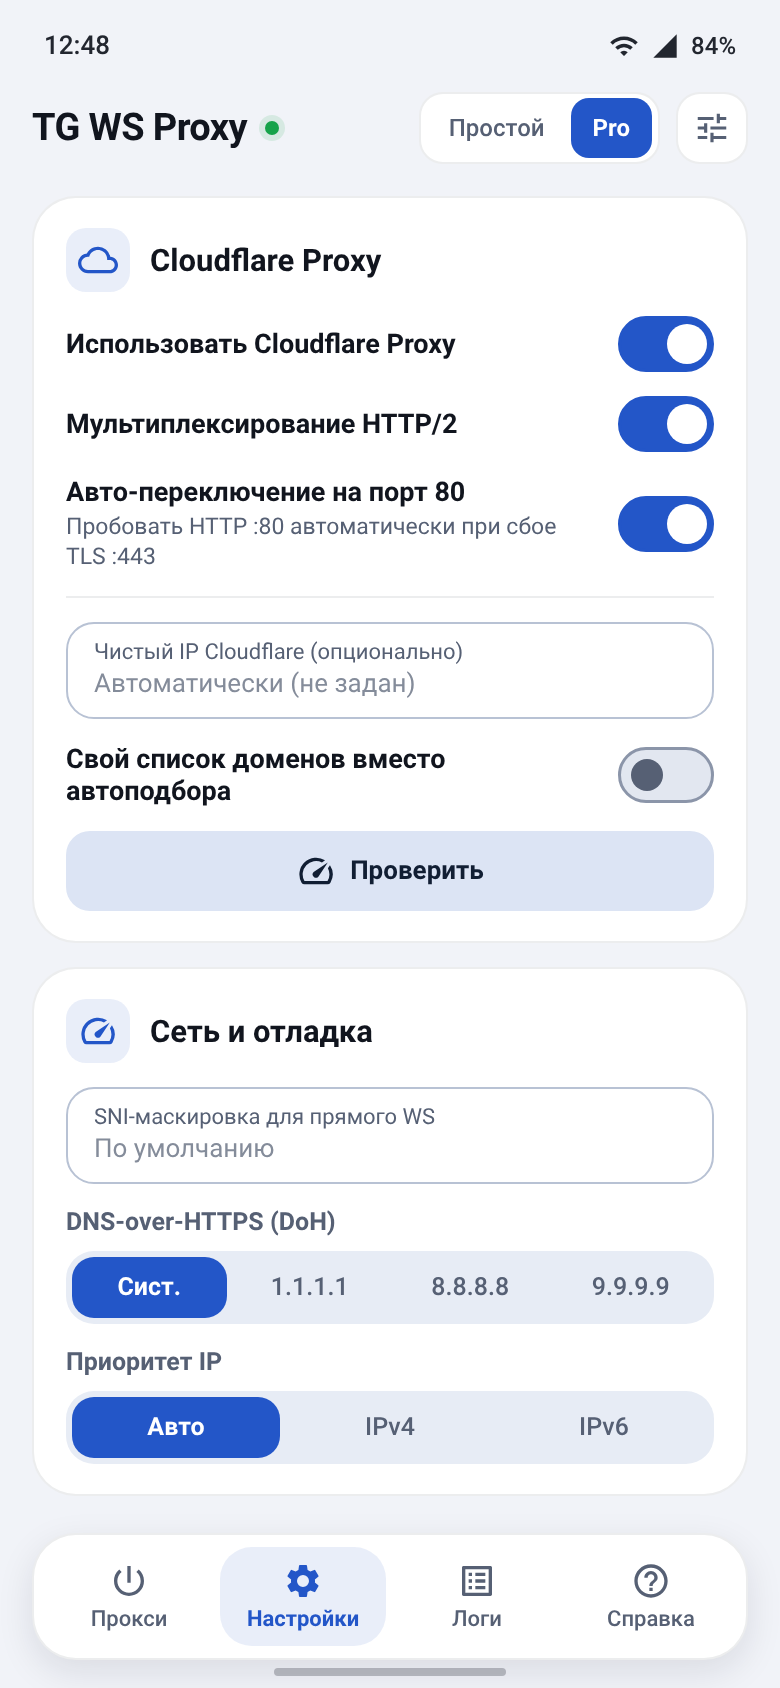 12:48
84%
TG WS Proxy
Простой
Pro
Cloudflare Proxy
Использовать Cloudflare Proxy
Мультиплексирование HTTP/2
Авто-переключение на порт 80
Пробовать HTTP :80 автоматически при сбое
TLS :443
Чистый IP Cloudflare (опционально)
Автоматически (не задан)
Свой список доменов вместо
автоподбора
Проверить
Сеть и отладка
SNI-маскировка для прямого WS
По умолчанию
DNS-over-HTTPS (DoH)
Сист.
1.1.1.1
8.8.8.8
9.9.9.9
Приоритет IP
Авто
IPv4
IPv6
Прокси
Настройки
Логи
Справка